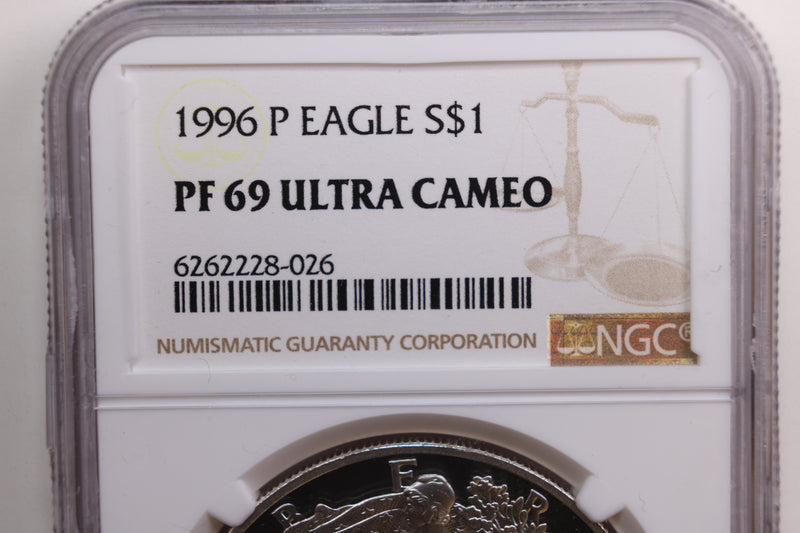 1996 P EAGLE S$1
PF 69 ULTRA CAMEO
6262228-026
NUMISMATIC GUARANTY CORPORATION
NGC®
B E R